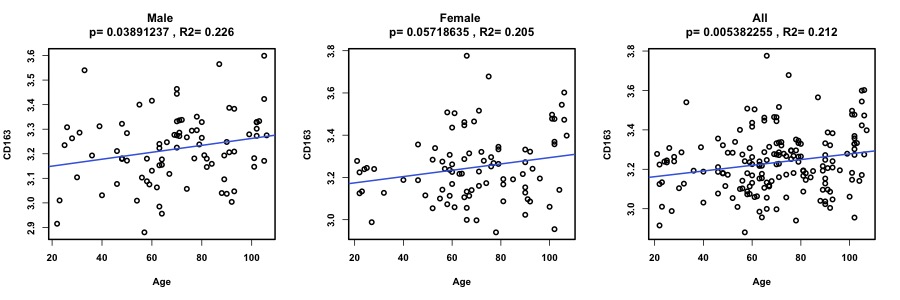 Male
p= 0.03891237 , R2= 0.226
CD163
3.6
3.5
3.4
3.3
3.2
3.1
3.0
2.9
20 40 60 80 100
Age
Female
p= 0.05718635 , R2= 0.205
CD163
3.8
3.6
3.4
3.2
3.0
20 40 60 80 100
Age
All
p= 0.005382255 , R2= 0.212
CD163
3.8
3.6
3.4
3.2
3.0
20 40 60 80 100
Age